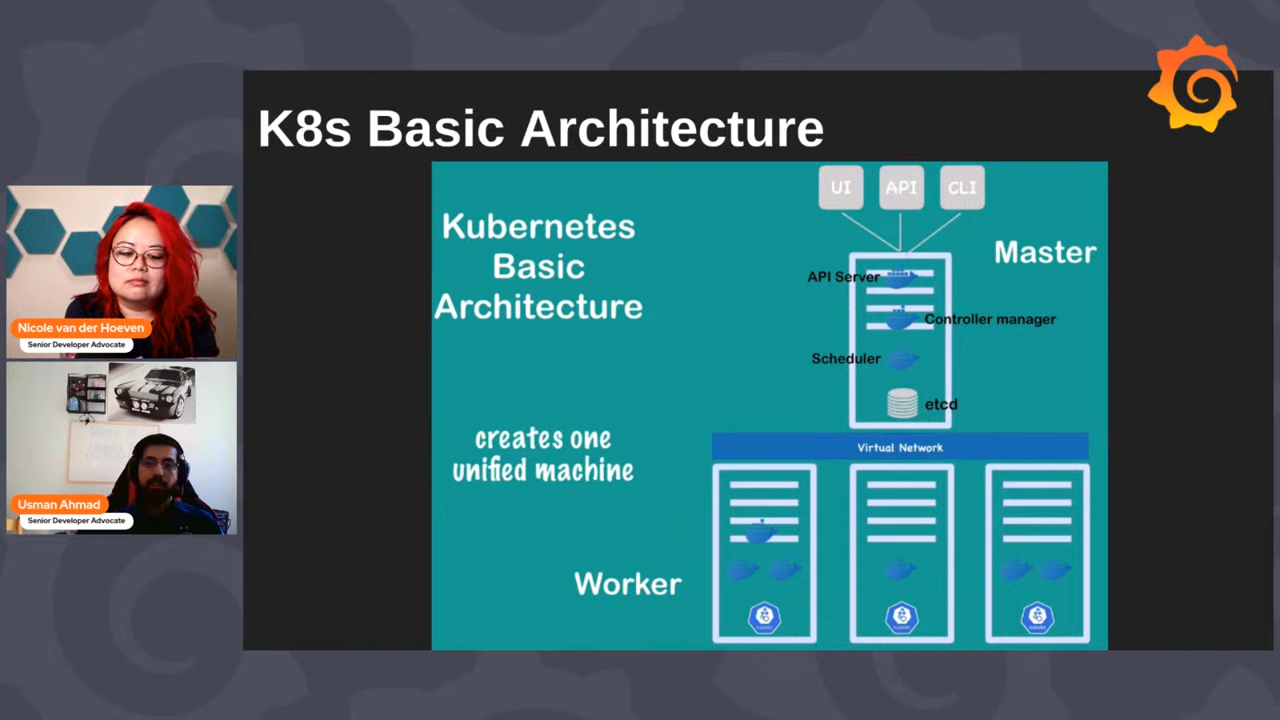 K8s Basic Architecture
Kubernetes
Basic
Architecture
UI
API
CLI
Master
API Server
Controller manager
Scheduler
etcd
creates one
unified machine
Virtual Network
Worker
Nicole van der Hoeven
Senior Developer Advocate
Usman Ahmad
Senior Developer Advocate